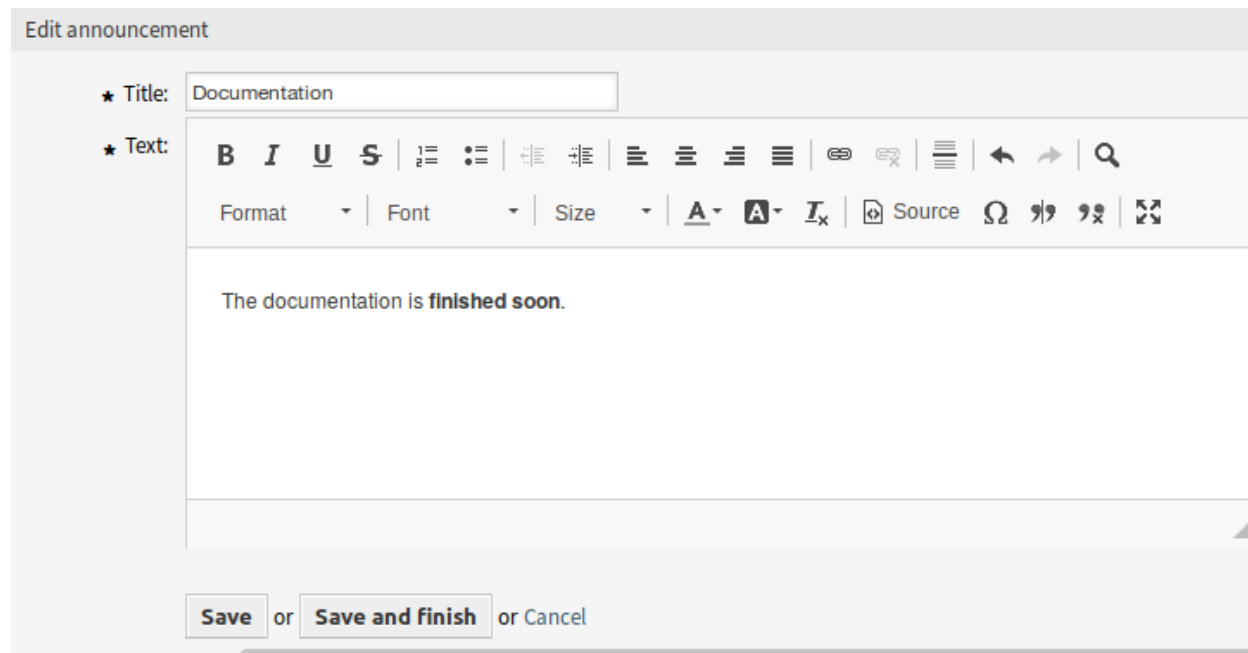 Edit announcement
★ Title: Documentation
★ Text:
B I U S
Format Font Size A A Ix Source Ω
The documentation is finished soon.
Save or Save and finish or Cancel